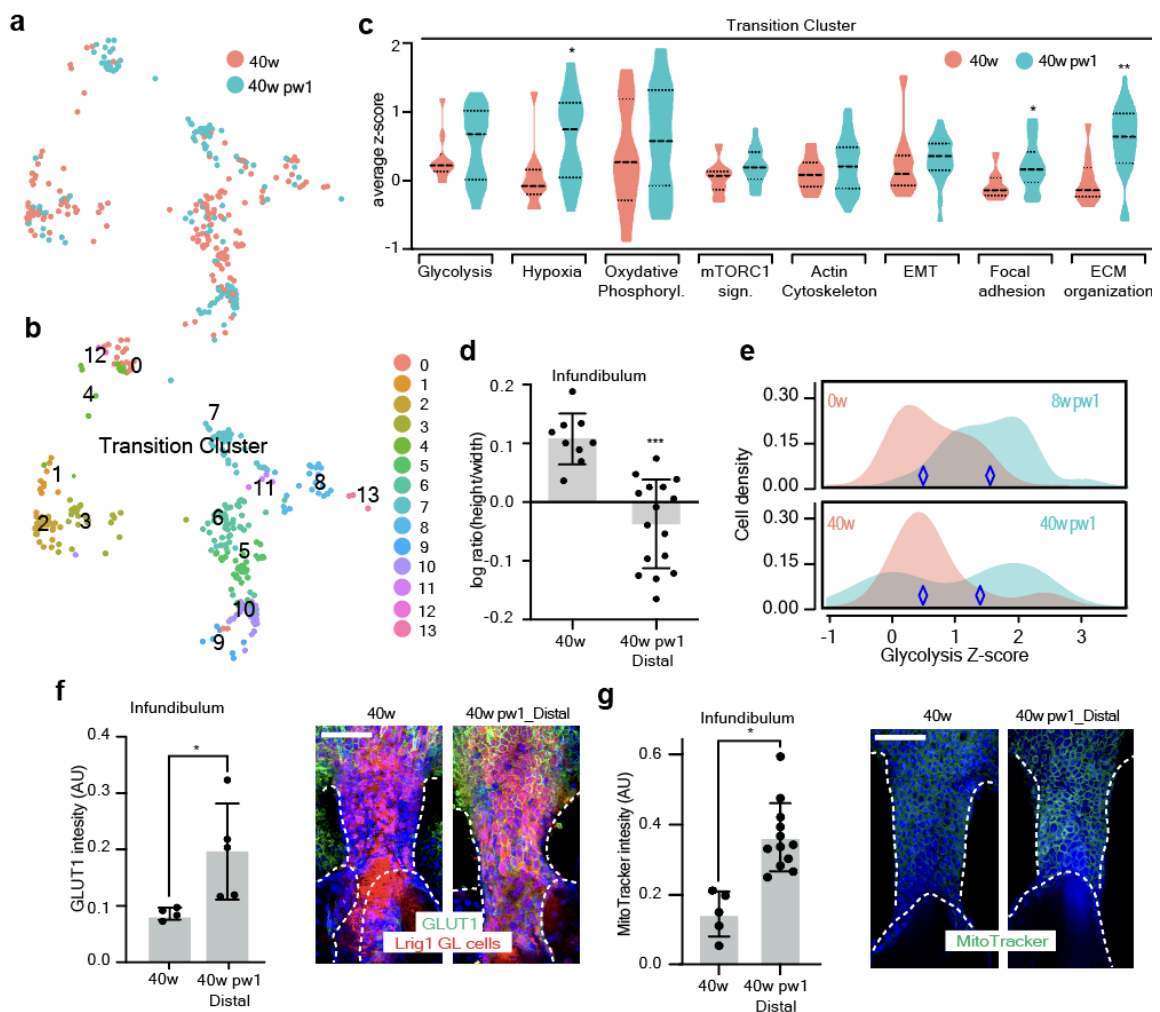 a
40w
40w pw1
b
12
0
4
7
Transition Cluster
1
11
8
13
2
3
6
5
10
9
0
1
2
3
4
5
6
7
8
9
10
11
12
13
c
Transition Cluster
40w
40w pw1
average z-score
2
1
0
-1
*
*
**
Glycolysis
Hypoxia
Oxydative
Phosphoryl.
mTORC1
sign.
Actin
Cytoskeleton
EMT
Focal
adhesion
ECM
organization
d
Infundibulum
log ratio(height/width)
0.2
0.1
0.0
-0.1
-0.2
***
40w
40w pw1
Distal
e
Cell density
0.30
0.15
0.00
0w
8w pw1
0.30
0.15
0.00
40w
40w pw1
-1
0
1
2
3
Glycolysis Z-score
f
Infundibulum
GLUT1 intesity (AU)
0.4
0.3
0.2
0.1
0.0
*
40w
40w pw1
Distal
40w
40w pw1_Distal
GLUT1
Lrig1 GL cells
g
Infundibulum
MitoTracker intesity (AU)
0.6
0.4
0.2
0.0
*
40w
40w pw1
Distal
40w
40w pw1_Distal
MitoTracker